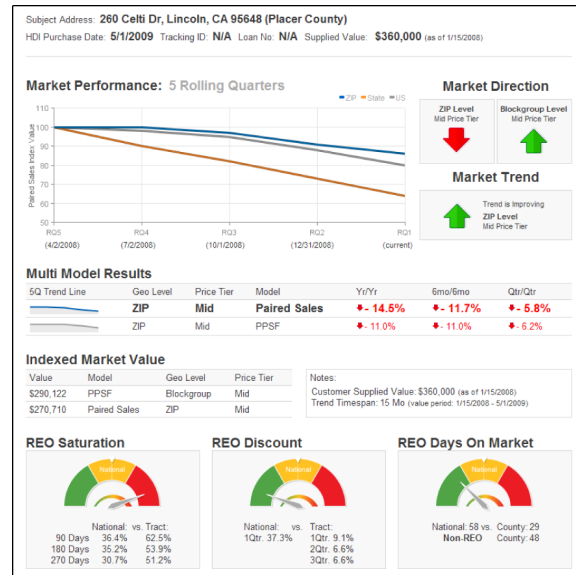 Subject Address: 260 Celti Dr, Lincoln, CA 95648 (Placer County)
HDI Purchase Date: 5/1/2009 Tracking ID: N/A Loan No: N/A Supplied Value: $360,000 (as of 1/15/2008)
Market Performance: 5 Rolling Quarters
ZIP State US
Paired Sales Index Value
110
100
90
80
70
60
50
RQ5 RQ4 RQ3 RQ2 RQ1
(4/2/2008) (7/2/2008) (10/1/2008) (12/31/2008) (current)
Market Direction
ZIP Level
Mid Price Tier
Blockgroup Level
Mid Price Tier
Market Trend
Trend is Improving
ZIP Level
Mid Price Tier
Multi Model Results
5Q Trend Line Geo Level Price Tier Model Yr/Yr 6mo/6mo Qtr/Qtr
ZIP Mid Paired Sales - 14.5% - 11.7% - 5.8%
ZIP Mid PPSF - 11.0% - 11.0% - 6.2%
Indexed Market Value
Value Model Geo Level Price Tier
$290,122 PPSF Blockgroup Mid
$270,710 Paired Sales ZIP Mid
Notes:
Customer Supplied Value: $360,000 (as of 1/15/2008)
Trend Timespan: 15 Mo (value period: 1/15/2008 - 5/1/2009)
REO Saturation
National
National: vs. Tract:
90 Days 36.4% 62.5%
180 Days 35.2% 53.9%
270 Days 30.7% 51.2%
REO Discount
National
National: vs. Tract:
1Qtr. 37.3% 1Qtr. 9.1%
2Qtr. 6.6%
3Qtr. 6.6%
REO Days On Market
National
National: 58 vs. County: 29
Non-REO County: 48